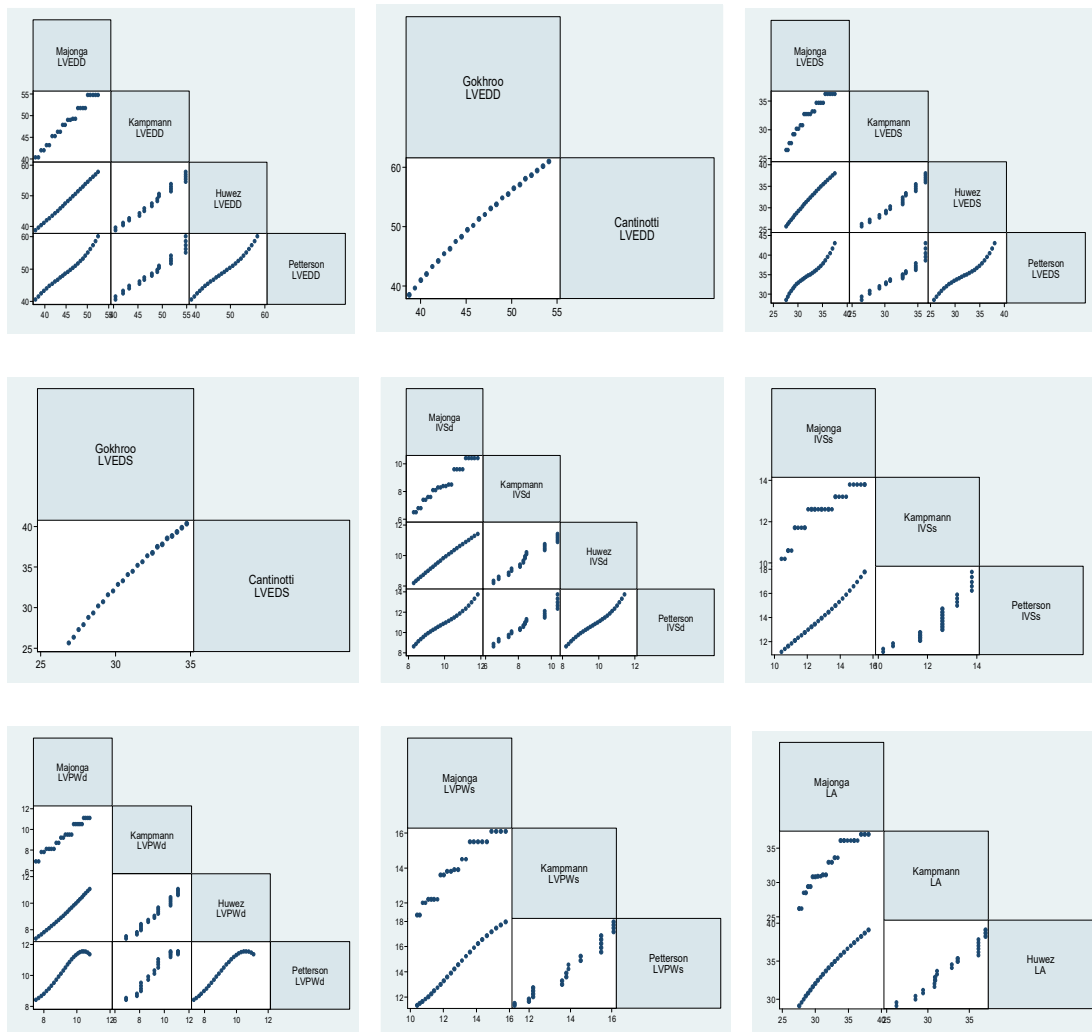 Majonga
LVEDD
55
50
45
40
Kampmann
LVEDD
60
50
40
Huwez
LVEDD
60
50
40
Petterson
LVEDD
40 45 50 55
40 45 50 55
40 50 60
Gokhroo
LVEDD
60
50
40
Cantinotti
LVEDD
40 45 50 55
Majonga
LVEDS
35
30
25
Kampmann
LVEDS
40
35
30
25
Huwez
LVEDS
45
40
35
30
Petterson
LVEDS
25 30 35 40
25 30 35
25 30 35 40
Gokhroo
LVEDS
40
35
30
25
Cantinotti
LVEDS
25 30 35
Majonga
IVSd
10
8
6
Kampmann
IVSd
12
10
8
Huwez
IVSd
14
12
10
8
Petterson
IVSd
8 10 12
6 8 10
8 10 12
Majonga
IVSs
14
12
10
Kampmann
IVSs
18
16
14
12
Petterson
IVSs
10 12 14 16
10 12 14
Majonga
LVPWd
12
10
8
6
Kampmann
LVPWd
12
10
8
Huwez
LVPWd
12
10
8
Petterson
LVPWd
8 10 12
6 8 10 12
8 10 12
Majonga
LVPWs
16
14
12
Kampmann
LVPWs
18
16
14
12
Petterson
LVPWs
10 12 14 16
12 14 16
Majonga
LA
35
30
25
Kampmann
LA
40
35
30
Huwez
LA
25 30 35 40
25 30 35